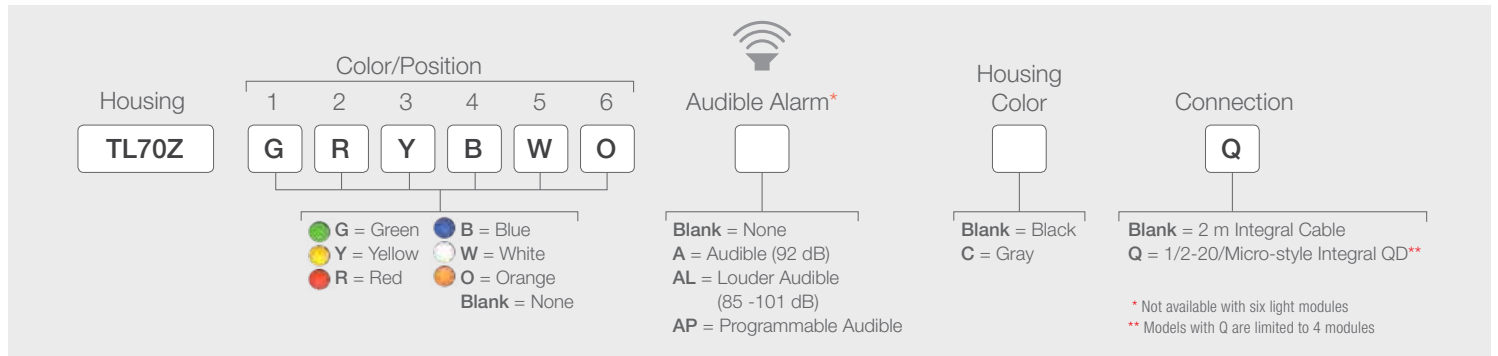 Color/Position
Housing
1 2 3 4 5 6
Audible Alarm*
Housing
Color
Connection
TL70Z
G R Y B W O
Q
G = Green
B = Blue
Y = Yellow
W = White
R = Red
O = Orange
Blank = None
Blank = None
A = Audible (92 dB)
AL = Louder Audible
(85 -101 dB)
AP = Programmable Audible
Blank = Black
C = Gray
Blank = 2 m Integral Cable
Q = 1/2-20/Micro-style Integral QD**
* Not available with six light modules
** Models with Q are limited to 4 modules